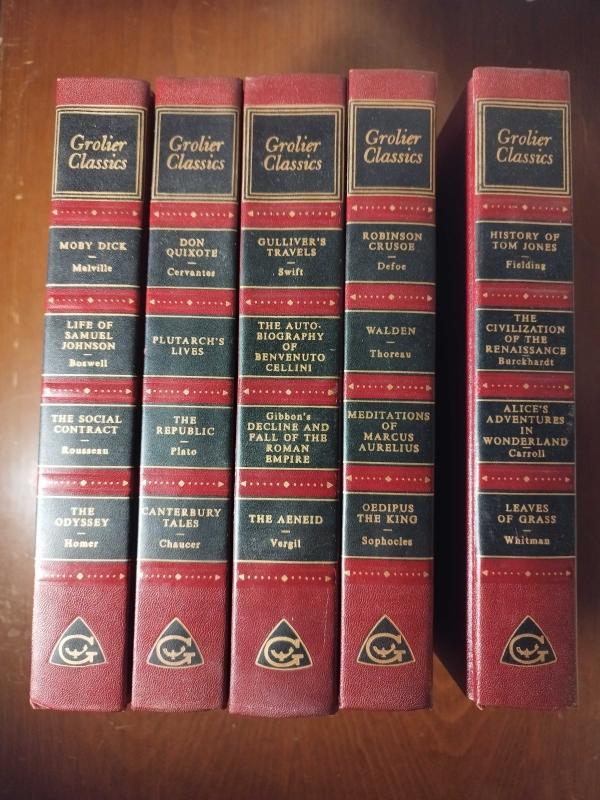 Grolier
Classics
MOBY DICK
Melville
LIFE OF
SAMUEL
JOHNSON
Boswell
THE SOCIAL
CONTRACT
Rousseau
THE
ODYSSEY
Homer
G
Grolier
Classics
DON
QUIXOTE
Cervantes
PLUTARCH'S
LIVES
THE
REPUBLIC
Plato
CANTERBURY
TALES
Chaucer
G
Grolier
Classics
GULLIVER'S
TRAVELS
Swift
THE AUTO-
BIOGRAPHY
OF
BENVENUTO
CELLINI
Gibbon's
DECLINE AND
FALL OF THE
ROMAN
EMPIRE
THE AENEID
Vergil
G
Grolier
Classics
ROBINSON
CRUSOE
Defoe
WALDEN
Thoreau
MEDITATIONS
OF
MARCUS
AURELIUS
OEDIPUS
THE KING
Sophocles
G
Grolier
Classics
HISTORY OF
TOM JONES
Fielding
THE
CIVILIZATION
OF THE
RENAISSANCE
Burckhardt
ALICE'S
ADVENTURES
IN
WONDERLAND
Carroll
LEAVES
OF GRASS
Whitman
G